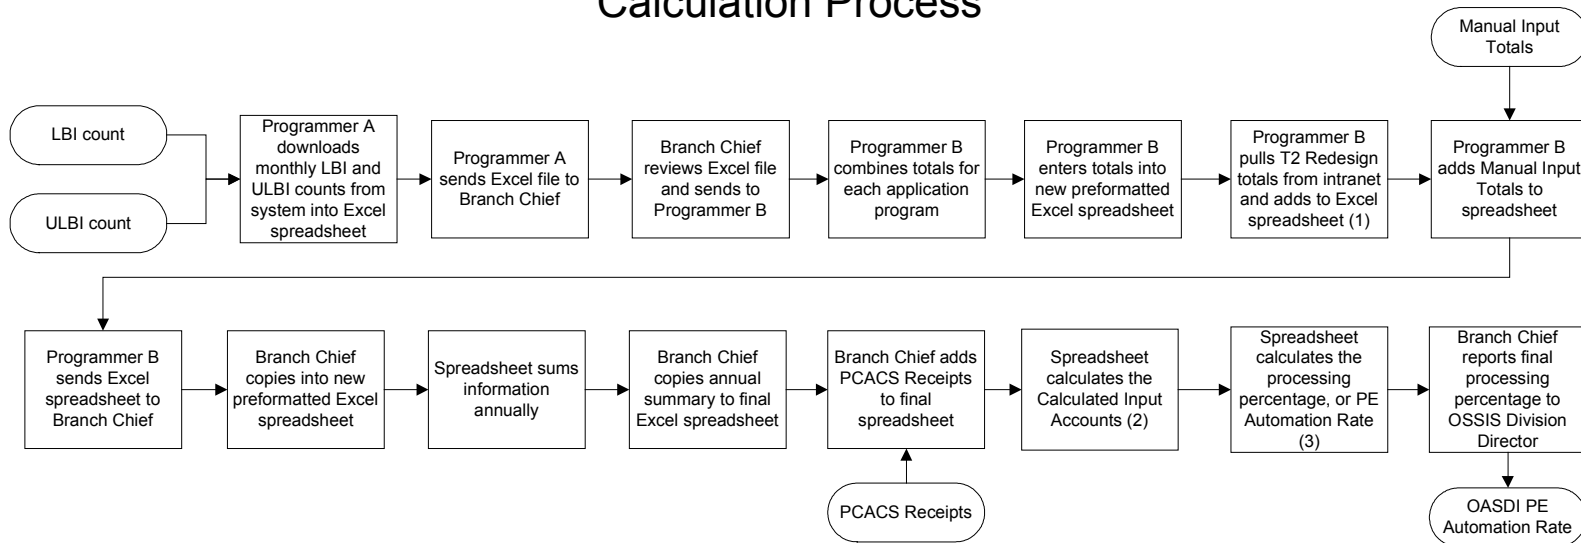 Calculation Process
Manual Input
Totals
LBI count
ULBI count
Programmer A
downloads
monthly LBI and
ULBI counts from
system into Excel
spreadsheet
Programmer A
sends Excel file to
Branch Chief
Branch Chief
reviews Excel file
and sends to
Programmer B
Programmer B
combines totals for
each application
program
Programmer B
enters totals into
new preformatted
Excel spreadsheet
Programmer B
pulls T2 Redesign
totals from intranet
and adds to Excel
spreadsheet (1)
Programmer B
adds Manual Input
Totals to
spreadsheet
Programmer B
sends Excel
spreadsheet to
Branch Chief
Branch Chief
copies into new
preformatted Excel
spreadsheet
Spreadsheet sums
information
annually
Branch Chief
copies annual
summary to final
Excel spreadsheet
Branch Chief adds
PCACS Receipts
to final
spreadsheet
Spreadsheet
calculates the
Calculated Input
Accounts (2)
Spreadsheet
calculates the
processing
percentage, or PE
Automation Rate
(3)
Branch Chief
reports final
processing
percentage to
OSSIS Division
Director
PCACS Receipts
OASDI PE
Automation Rate